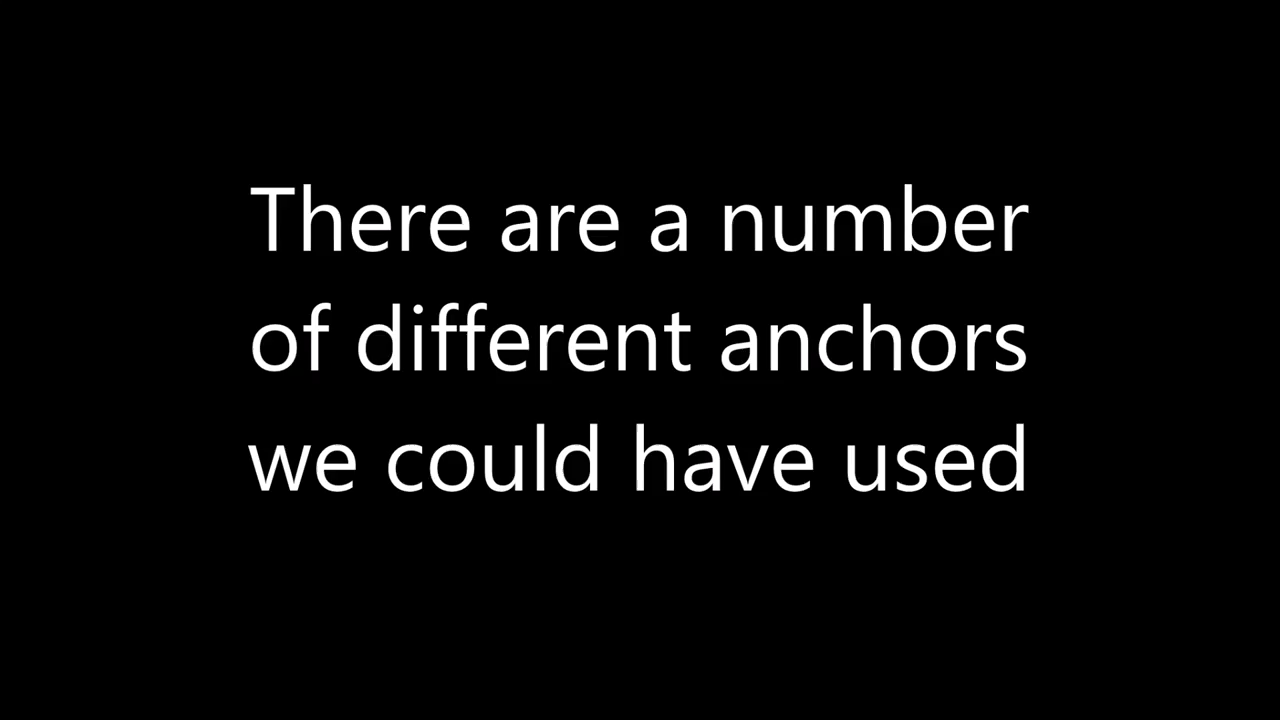 There are a number
of different anchors
we could have used